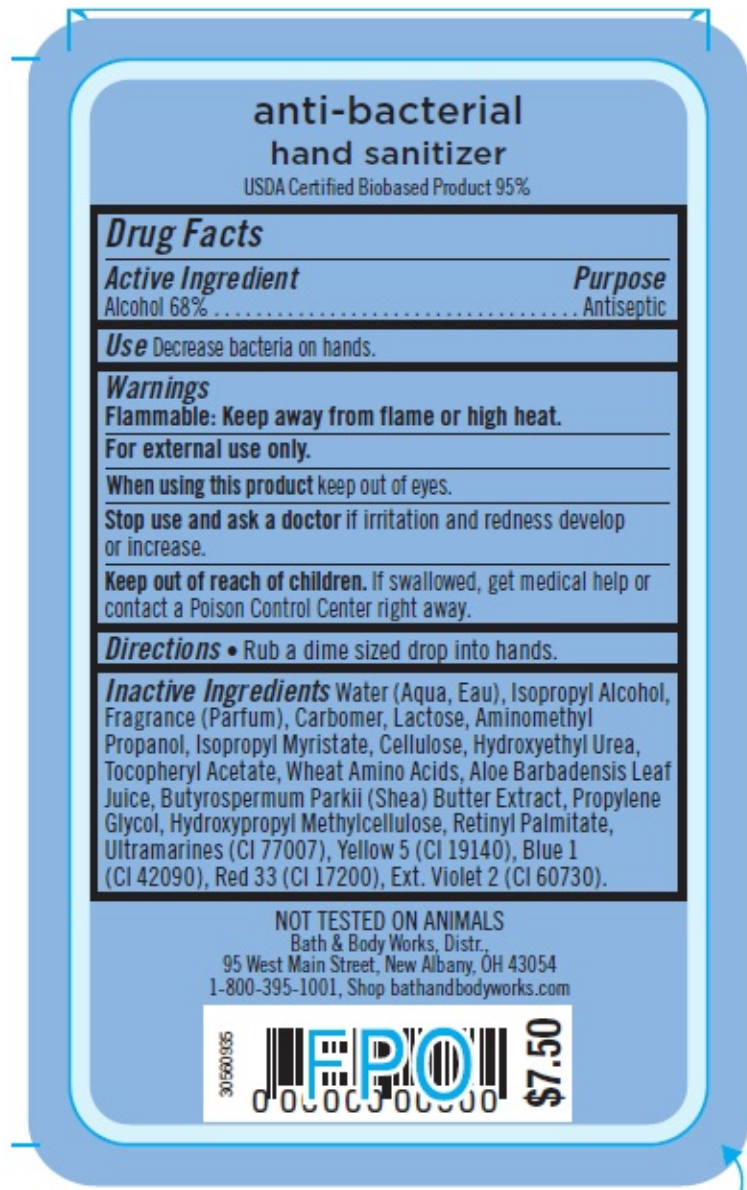 anti-bacterial
hand sanitizer
USDA Certified Biobased Product 95%
Drug Facts
Active Ingredient Purpose
Alcohol 68% .................................... Antiseptic
Use Decrease bacteria on hands.
Warnings
Flammable: Keep away from flame or high heat.
For external use only.
When using this product keep out of eyes.
Stop use and ask a doctor if irritation and redness develop
or increase.
Keep out of reach of children. If swallowed, get medical help or
contact a Poison Control Center right away.
Directions • Rub a dime sized drop into hands.
Inactive Ingredients Water (Aqua, Eau), Isopropyl Alcohol,
Fragrance (Parfum), Carbomer, Lactose, Aminomethyl
Propanol, Isopropyl Myristate, Cellulose, Hydroxyethyl Urea,
Tocopheryl Acetate, Wheat Amino Acids, Aloe Barbadensis Leaf
Juice, Butyrospermum Parkii (Shea) Butter Extract, Propylene
Glycol, Hydroxypropyl Methylcellulose, Retinyl Palmitate,
Ultramarines (CI 77007), Yellow 5 (CI 19140), Blue 1
(CI 42090), Red 33 (CI 17200), Ext. Violet 2 (CI 60730).
NOT TESTED ON ANIMALS
Bath & Body Works, Distr.,
95 West Main Street, New Albany, OH 43054
1-800-395-1001, Shop bathandbodyworks.com
30560935
FPO
0 00000 00000
$7.50